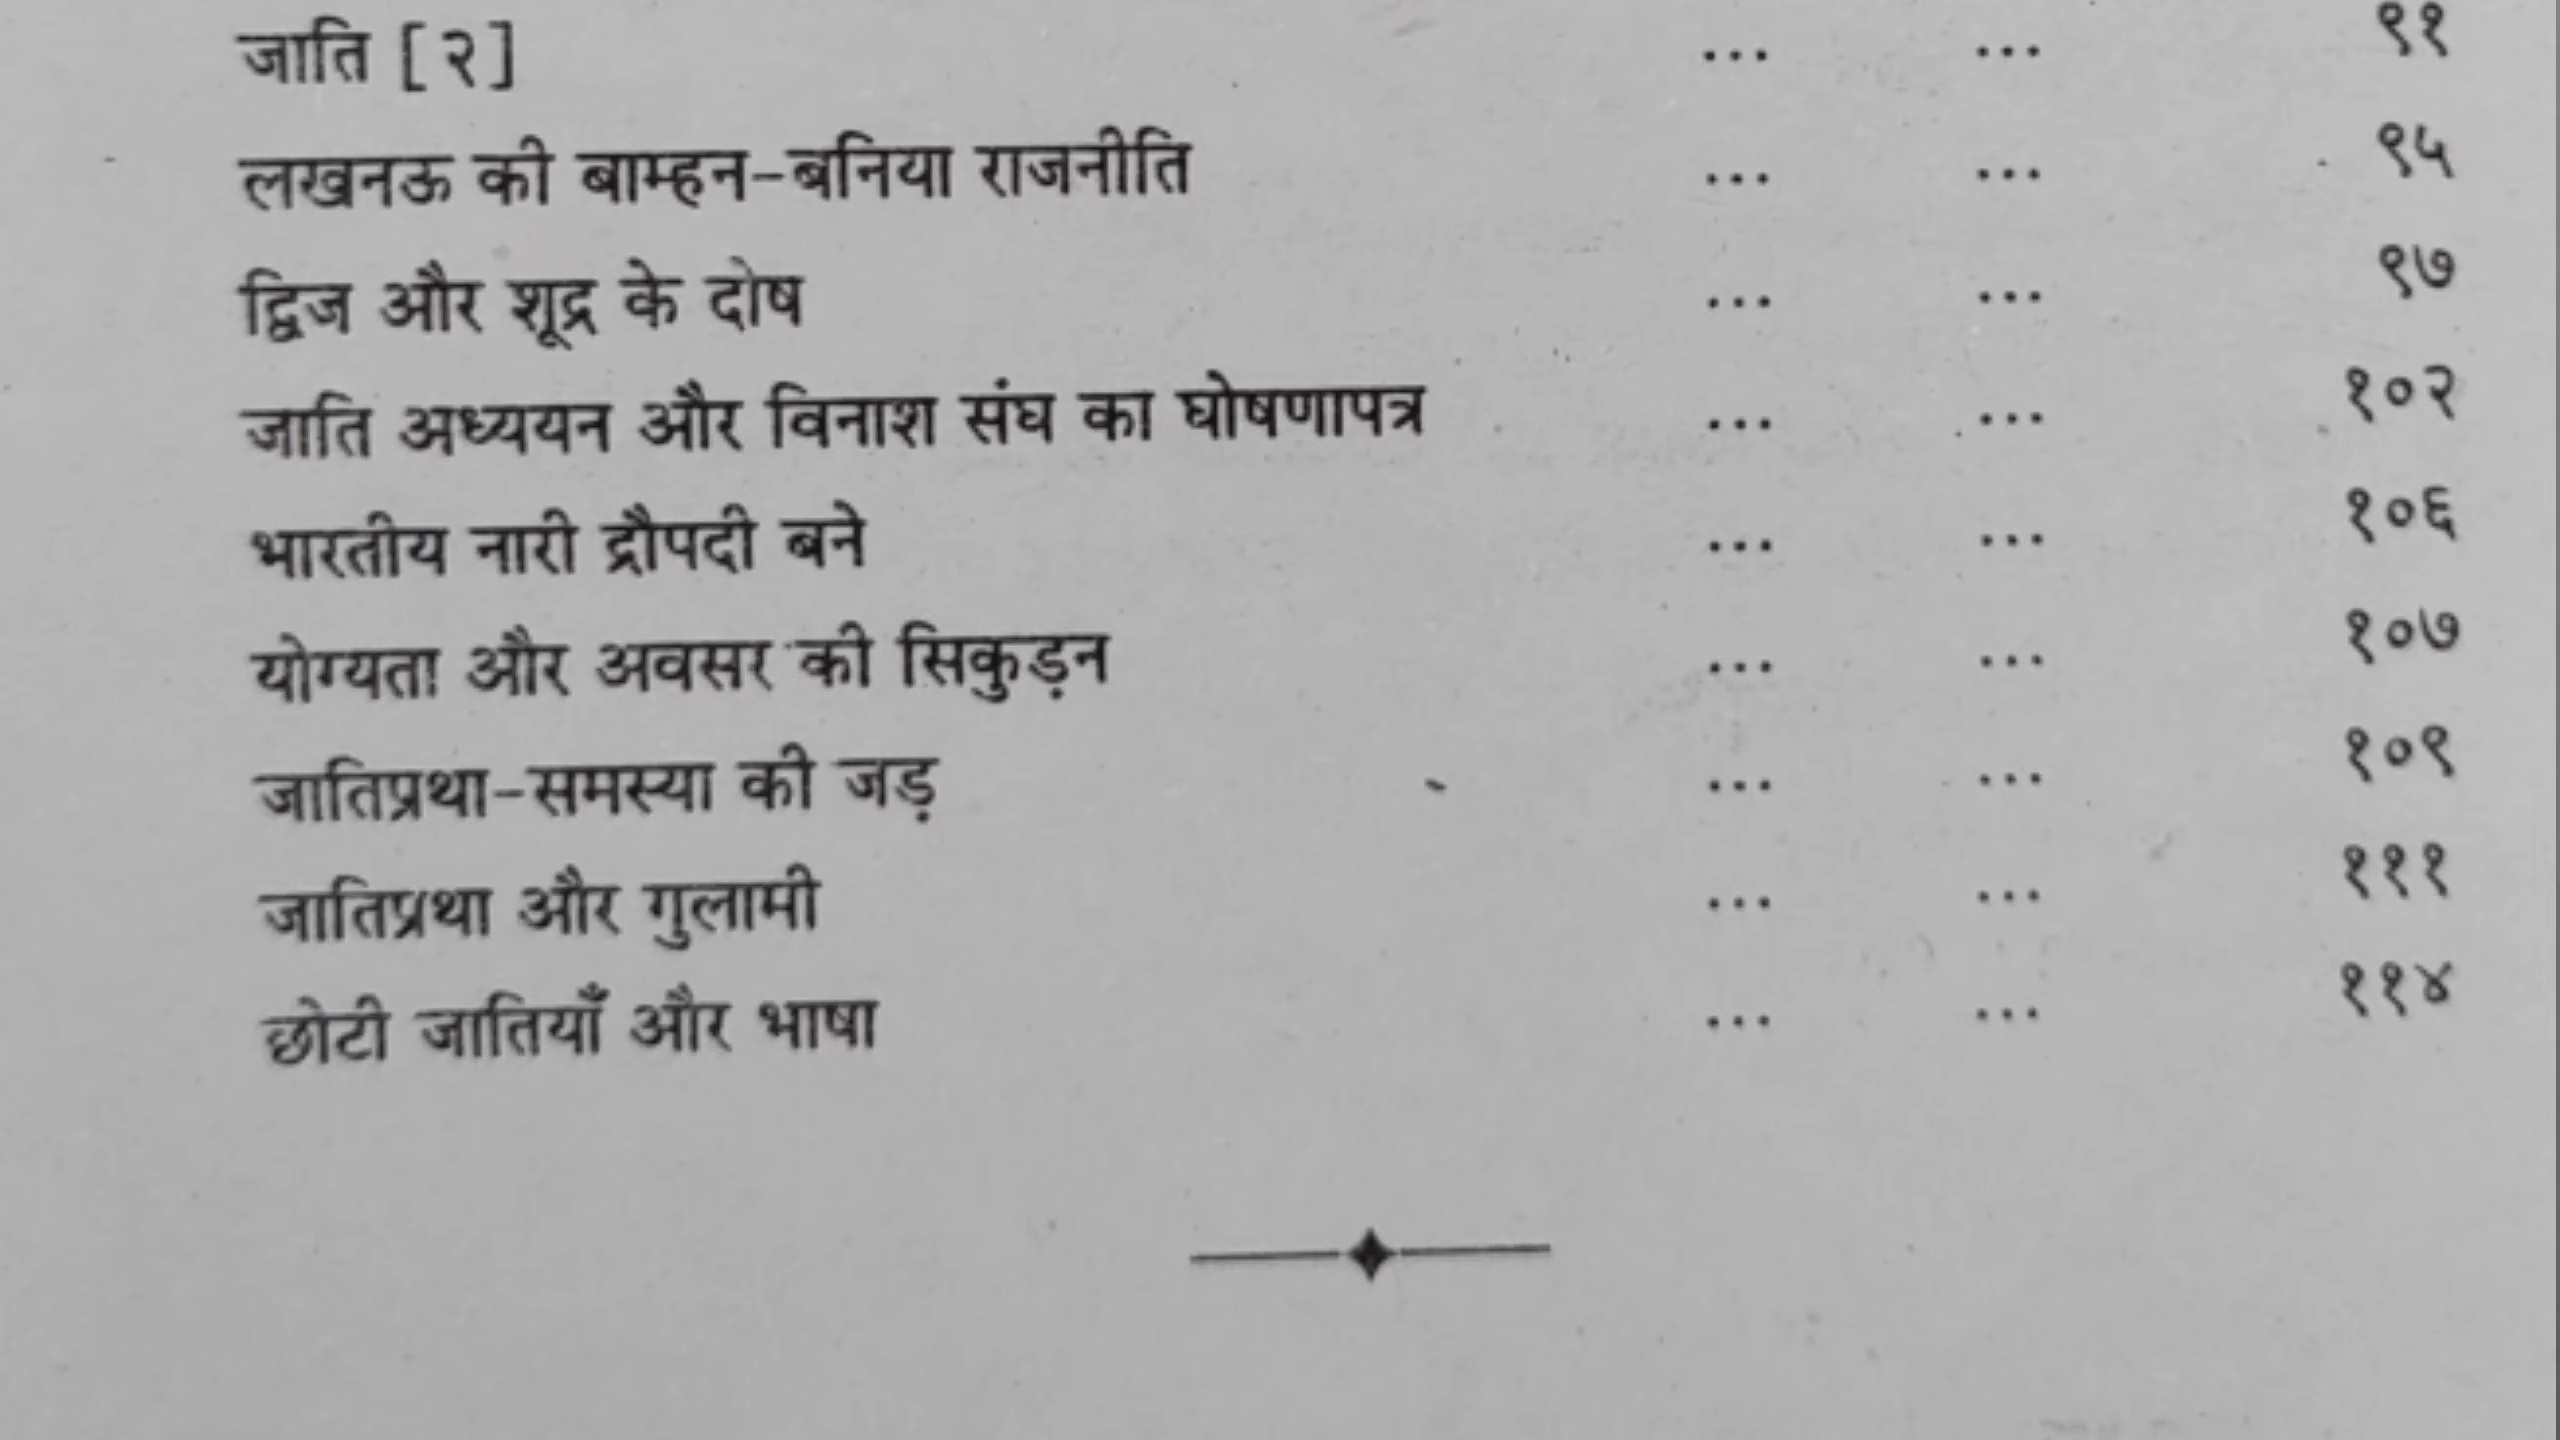 जाति [२] ... ... ९१
लखनऊ की बाम्हन-बनिया राजनीति ... ... ९५
द्विज और शूद्र के दोष ... ... ९७
जाति अध्ययन और विनाश संघ का घोषणापत्र ... ... १०२
भारतीय नारी द्रौपदी बने ... ... १०६
योग्यता और अवसर की सिकुड़न ... ... १०७
जातिप्रथा-समस्या की जड़ ... ... १०९
जातिप्रथा और गुलामी ... ... १११
छोटी जातियाँ और भाषा ... ... ११४